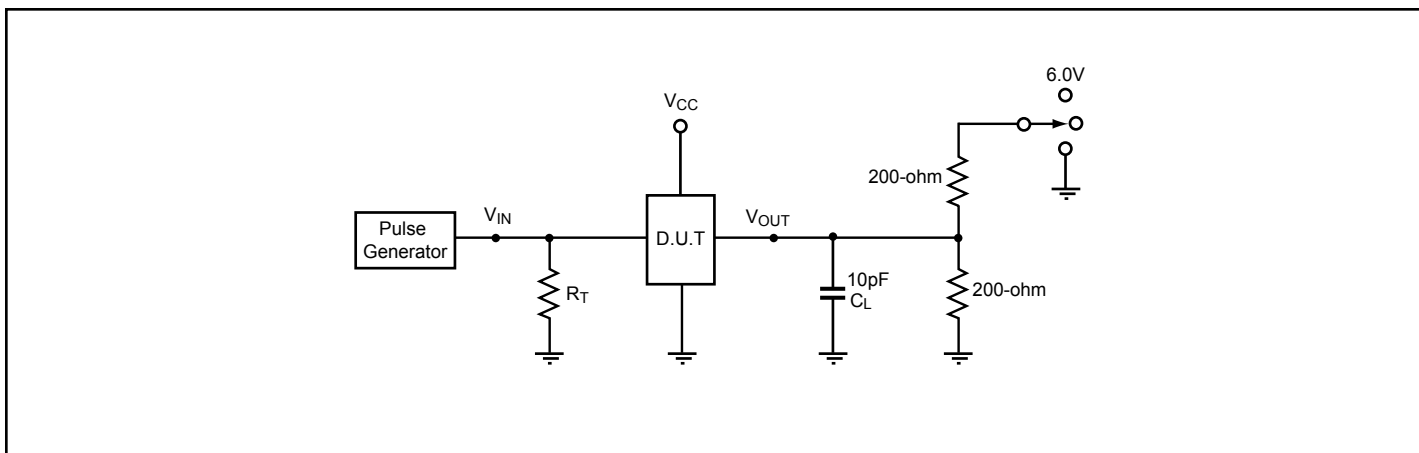 6.0V
VCC
200-ohm
VIN
VOUT
Pulse
Generator
D.U.T
10pF
CL
200-ohm
RT